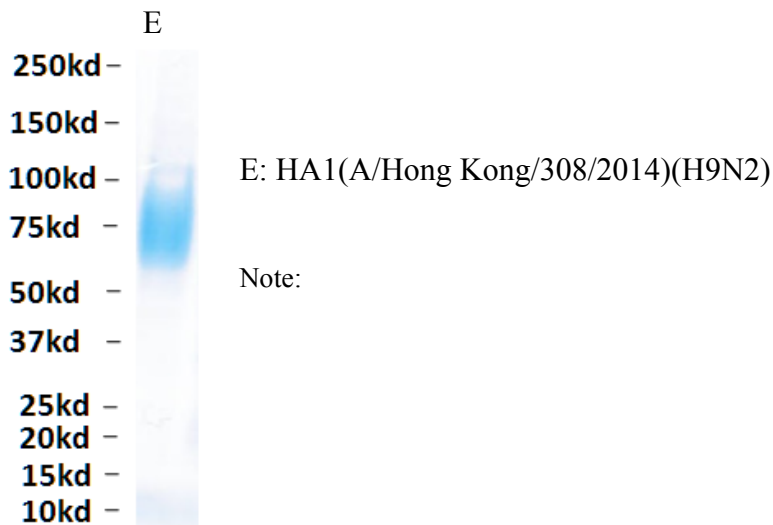 E
250kd
150kd
100kd
75kd
50kd
37kd
25kd
20kd
15kd
10kd
E: HA1(A/Hong Kong/308/2014)(H9N2)
Note: